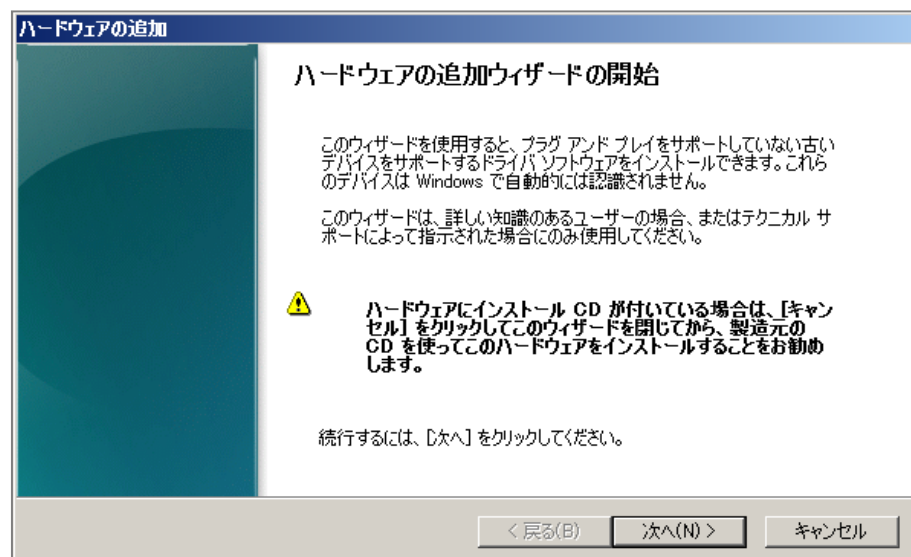 ハードウェアの追加
ハードウェアの追加ウィザードの開始
このウィザードを使用すると、プラグ アンド プレイをサポートしていない古い
デバイスをサポートするドライバ ソフトウェアをインストールできます。これら
のデバイスは Windows で自動的には認識されません。
このウィザードは、詳しい知識のあるユーザーの場合、またはテクニカル サ
ポートによって指示された場合にのみ使用してください。
ハードウェアにインストール CD が付いている場合は、[キャン
セル] をクリックしてこのウィザードを閉じてから、製造元の
CD を使ってこのハードウェアをインストールすることをお勧め
します。
続行するには、[次へ] をクリックしてください。
< 戻る(B)
次へ(N) >
キャンセル